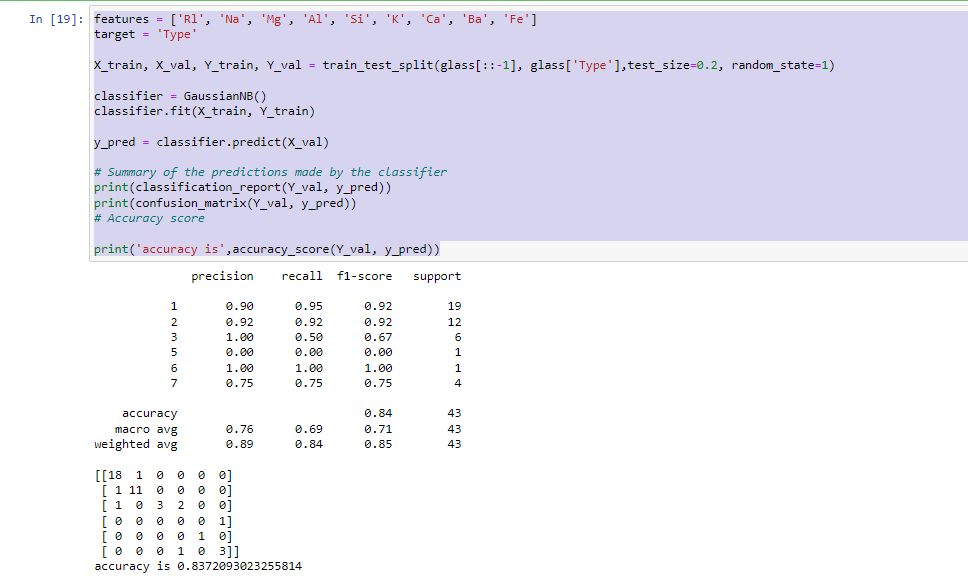 In [19]: features = ['Rl', 'Na', 'Mg', 'Al', 'Si', 'K', 'Ca', 'Ba', 'Fe']
target = 'Type'
X_train, X_val, Y_train, Y_val = train_test_split(glass[::-1], glass['Type'],test_size=0.2, random_state=1)
classifier = GaussianNB()
classifier.fit(X_train, Y_train)
y_pred = classifier.predict(X_val)
# Summary of the predictions made by the classifier
print(classification_report(Y_val, y_pred))
print(confusion_matrix(Y_val, y_pred))
# Accuracy score
print('accuracy is',accuracy_score(Y_val, y_pred))
precision recall f1-score support
1 0.90 0.95 0.92 19
2 0.92 0.92 0.92 12
3 1.00 0.50 0.67 6
5 0.00 0.00 0.00 1
6 1.00 1.00 1.00 1
7 0.75 0.75 0.75 4
accuracy 0.84 43
macro avg 0.76 0.69 0.71 43
weighted avg 0.89 0.84 0.85 43
[[18 1 0 0 0 0]
[ 1 11 0 0 0 0]
[ 1 0 3 2 0 0]
[ 0 0 0 0 0 1]
[ 0 0 0 0 1 0]
[ 0 0 0 1 0 3]]
accuracy is 0.8372093023255814